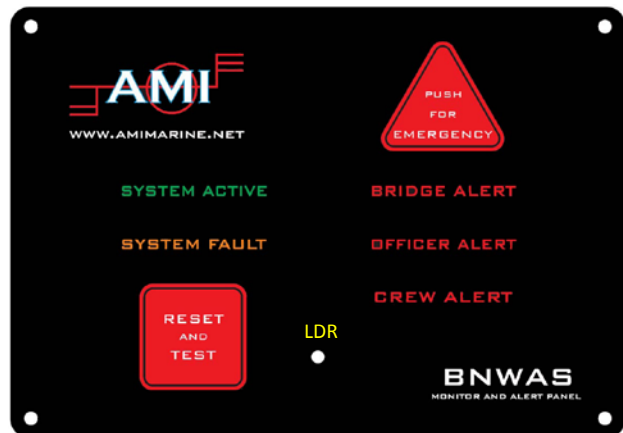 AMI
WWW.AMIMARINE.NET
PUSH
FOR
EMERGENCY
SYSTEM ACTIVE
BRIDGE ALERT
SYSTEM FAULT
OFFICER ALERT
CREW ALERT
RESET
AND
TEST
LDR
BNWAS
MONITOR AND ALERT PANEL